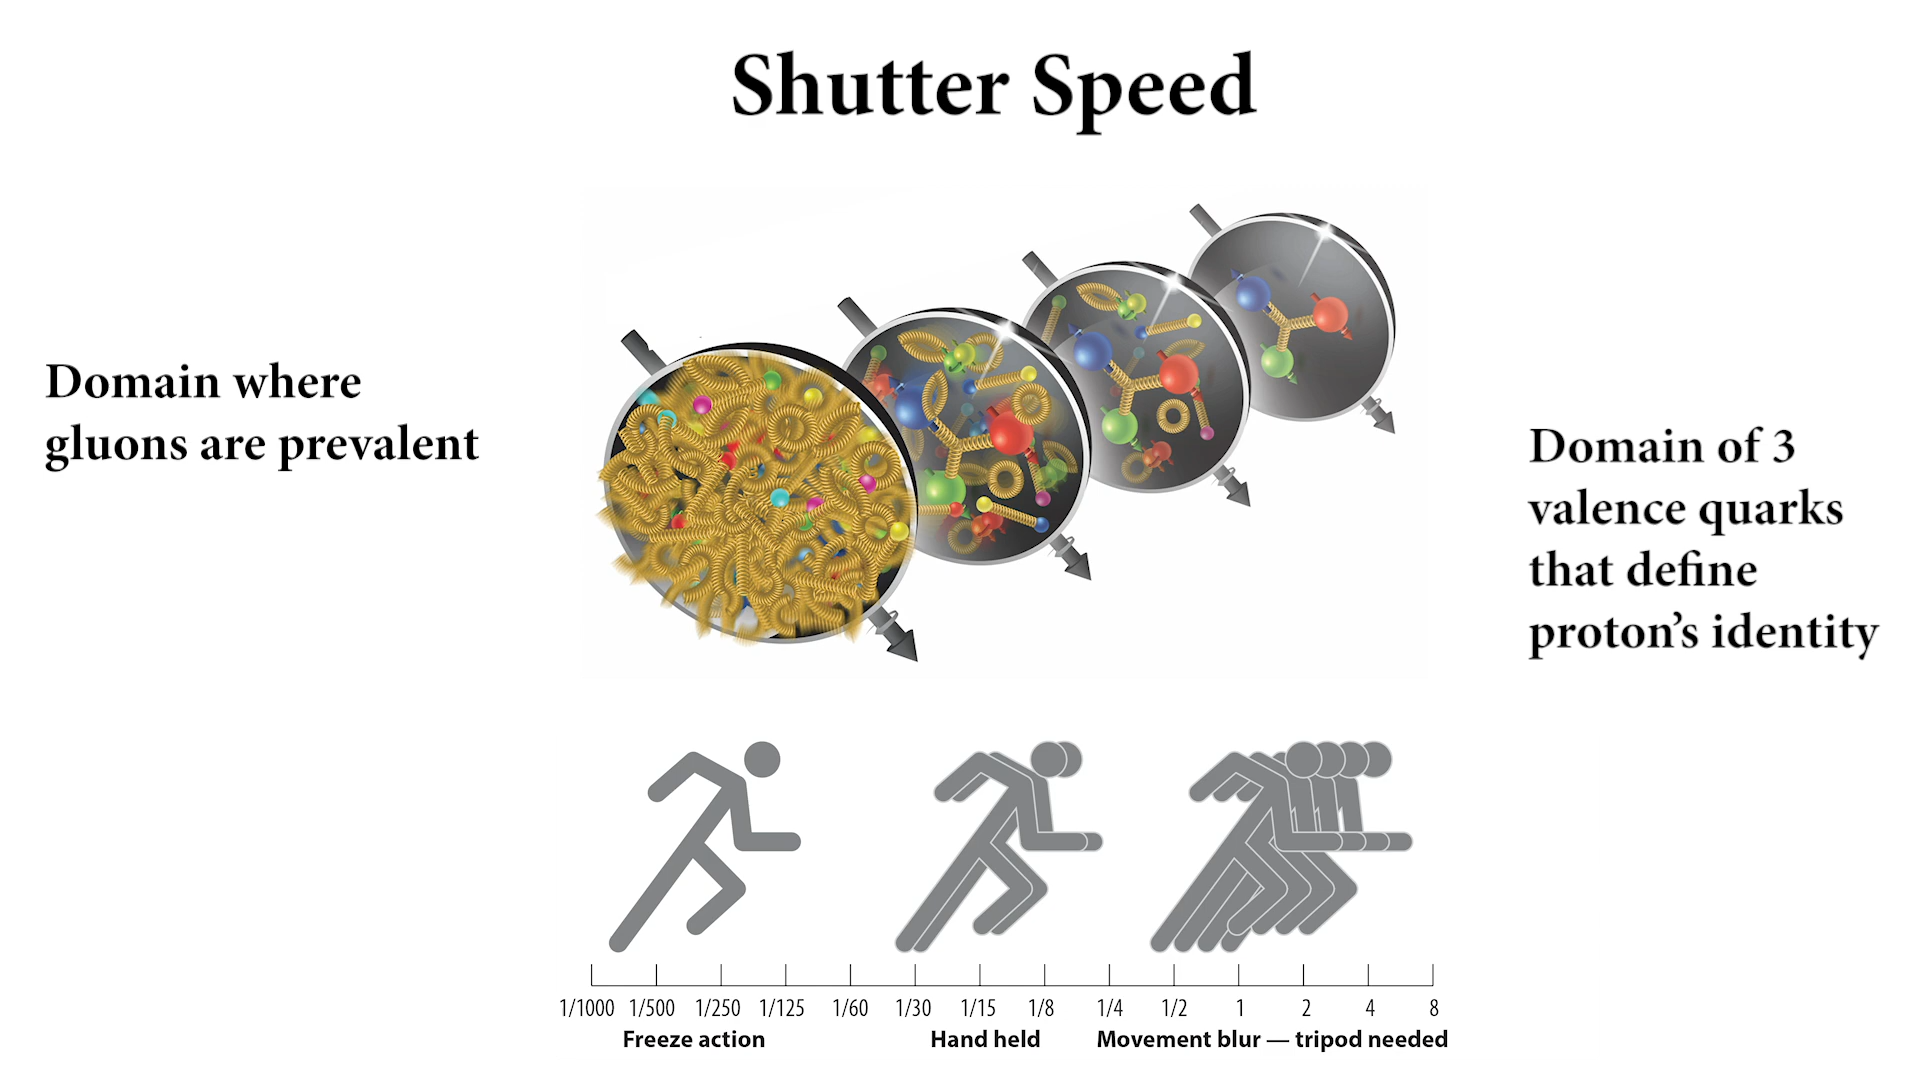 Shutter Speed
Domain where
gluons are prevalent
Domain of 3
valence quarks
that define
proton’s identity
1/1000 1/500 1/250 1/125 1/60 1/30 1/15 1/8 1/4 1/2 1 2 4 8
Freeze action Hand held Movement blur — tripod needed